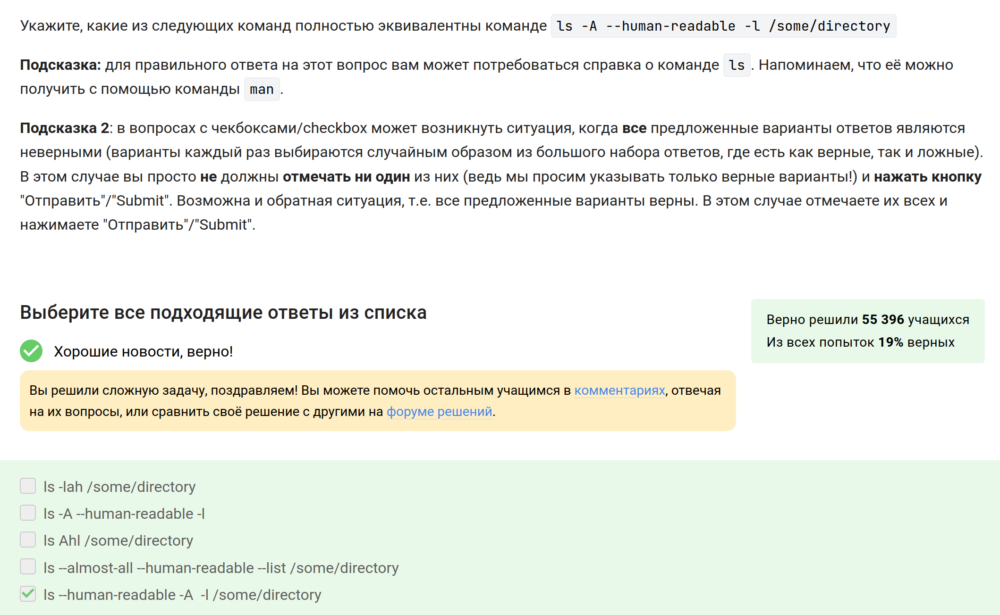 Укажите, какие из следующих команд полностью эквивалентны команде ls -A --human-readable -l /some/directory
Подсказка: для правильного ответа на этот вопрос вам может потребоваться справка о команде ls. Напоминаем, что её можно
получить с помощью команды man.
Подсказка 2: в вопросах с чекбоксами/checkbox может возникнуть ситуация, когда все предложенные варианты ответов являются
неверными (варианты каждый раз выбираются случайным образом из большого набора ответов, где есть как верные, так и ложные).
В этом случае вы просто не должны отмечать ни один из них (ведь мы просим указывать только верные варианты!) и нажать кнопку
"Отправить"/"Submit". Возможна и обратная ситуация, т.е. все предложенные варианты верны. В этом случае отмечаете их всех и
нажимаете "Отправить"/"Submit".
Выберите все подходящие ответы из списка
Верно решили 55 396 учащихся
Из всех попыток 19% верных
Хорошие новости, верно!
Вы решили сложную задачу, поздравляем! Вы можете помочь остальным учащимся в комментариях, отвечая
на их вопросы, или сравнить своё решение с другими на форуме решений.
ls -lah /some/directory
ls -A --human-readable -l
ls Ahl /some/directory
ls --almost-all --human-readable --list /some/directory
ls --human-readable -A  -l /some/directory